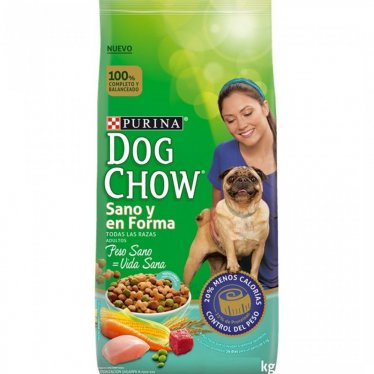 NUEVO
100%
COMPLETO Y
BALANCEADO
PURINA
DOG
CHOW
Sano y
en Forma
TODAS LAS RAZAS
ADULTOS
Peso Sano
= Vida Sana
20% MENOS CALORÍAS
CONTROL DEL PESO
kg